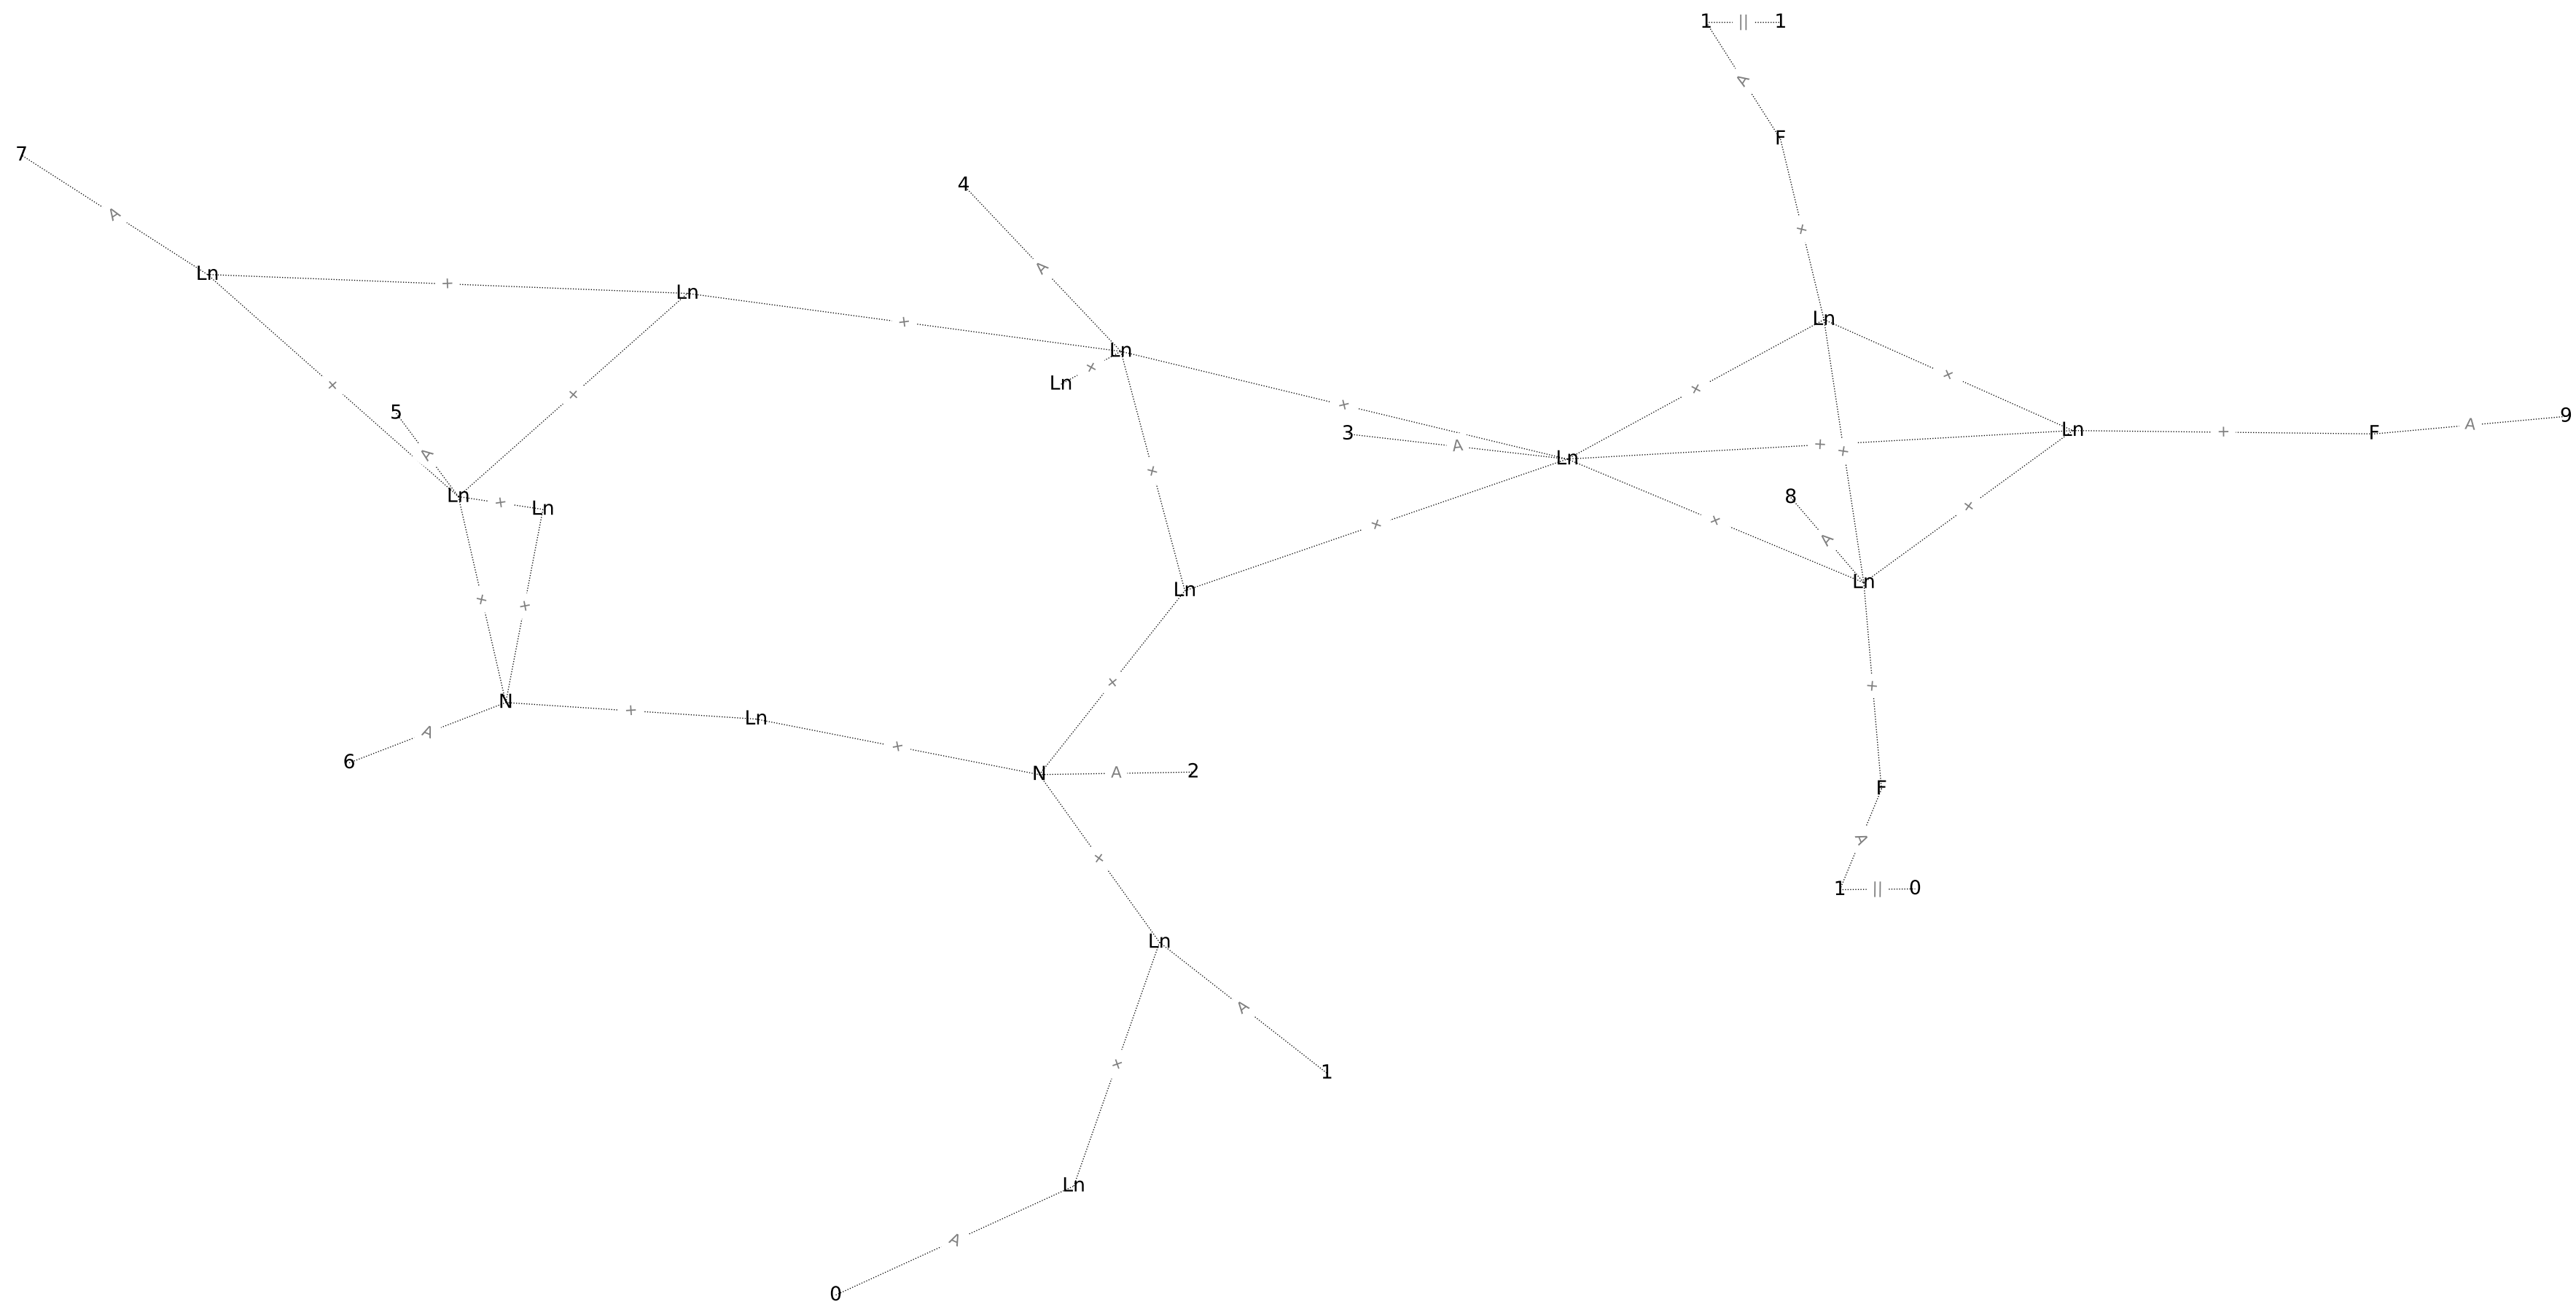 1 || 1
A
F
7
4
A
+
A
Ln
+
Ln
Ln
+
Ln
+
Ln
+
+
+
+
+
5
3
A
Ln
+
+
Ln
+
F
A
9
A
Ln
+
Ln
+
8
+
+
+
A
Ln
Ln
+
+
+
+
N
+
Ln
+
6
A
N
A
2
F
+
A
1 || 0
Ln
A
+
1
Ln
A
0